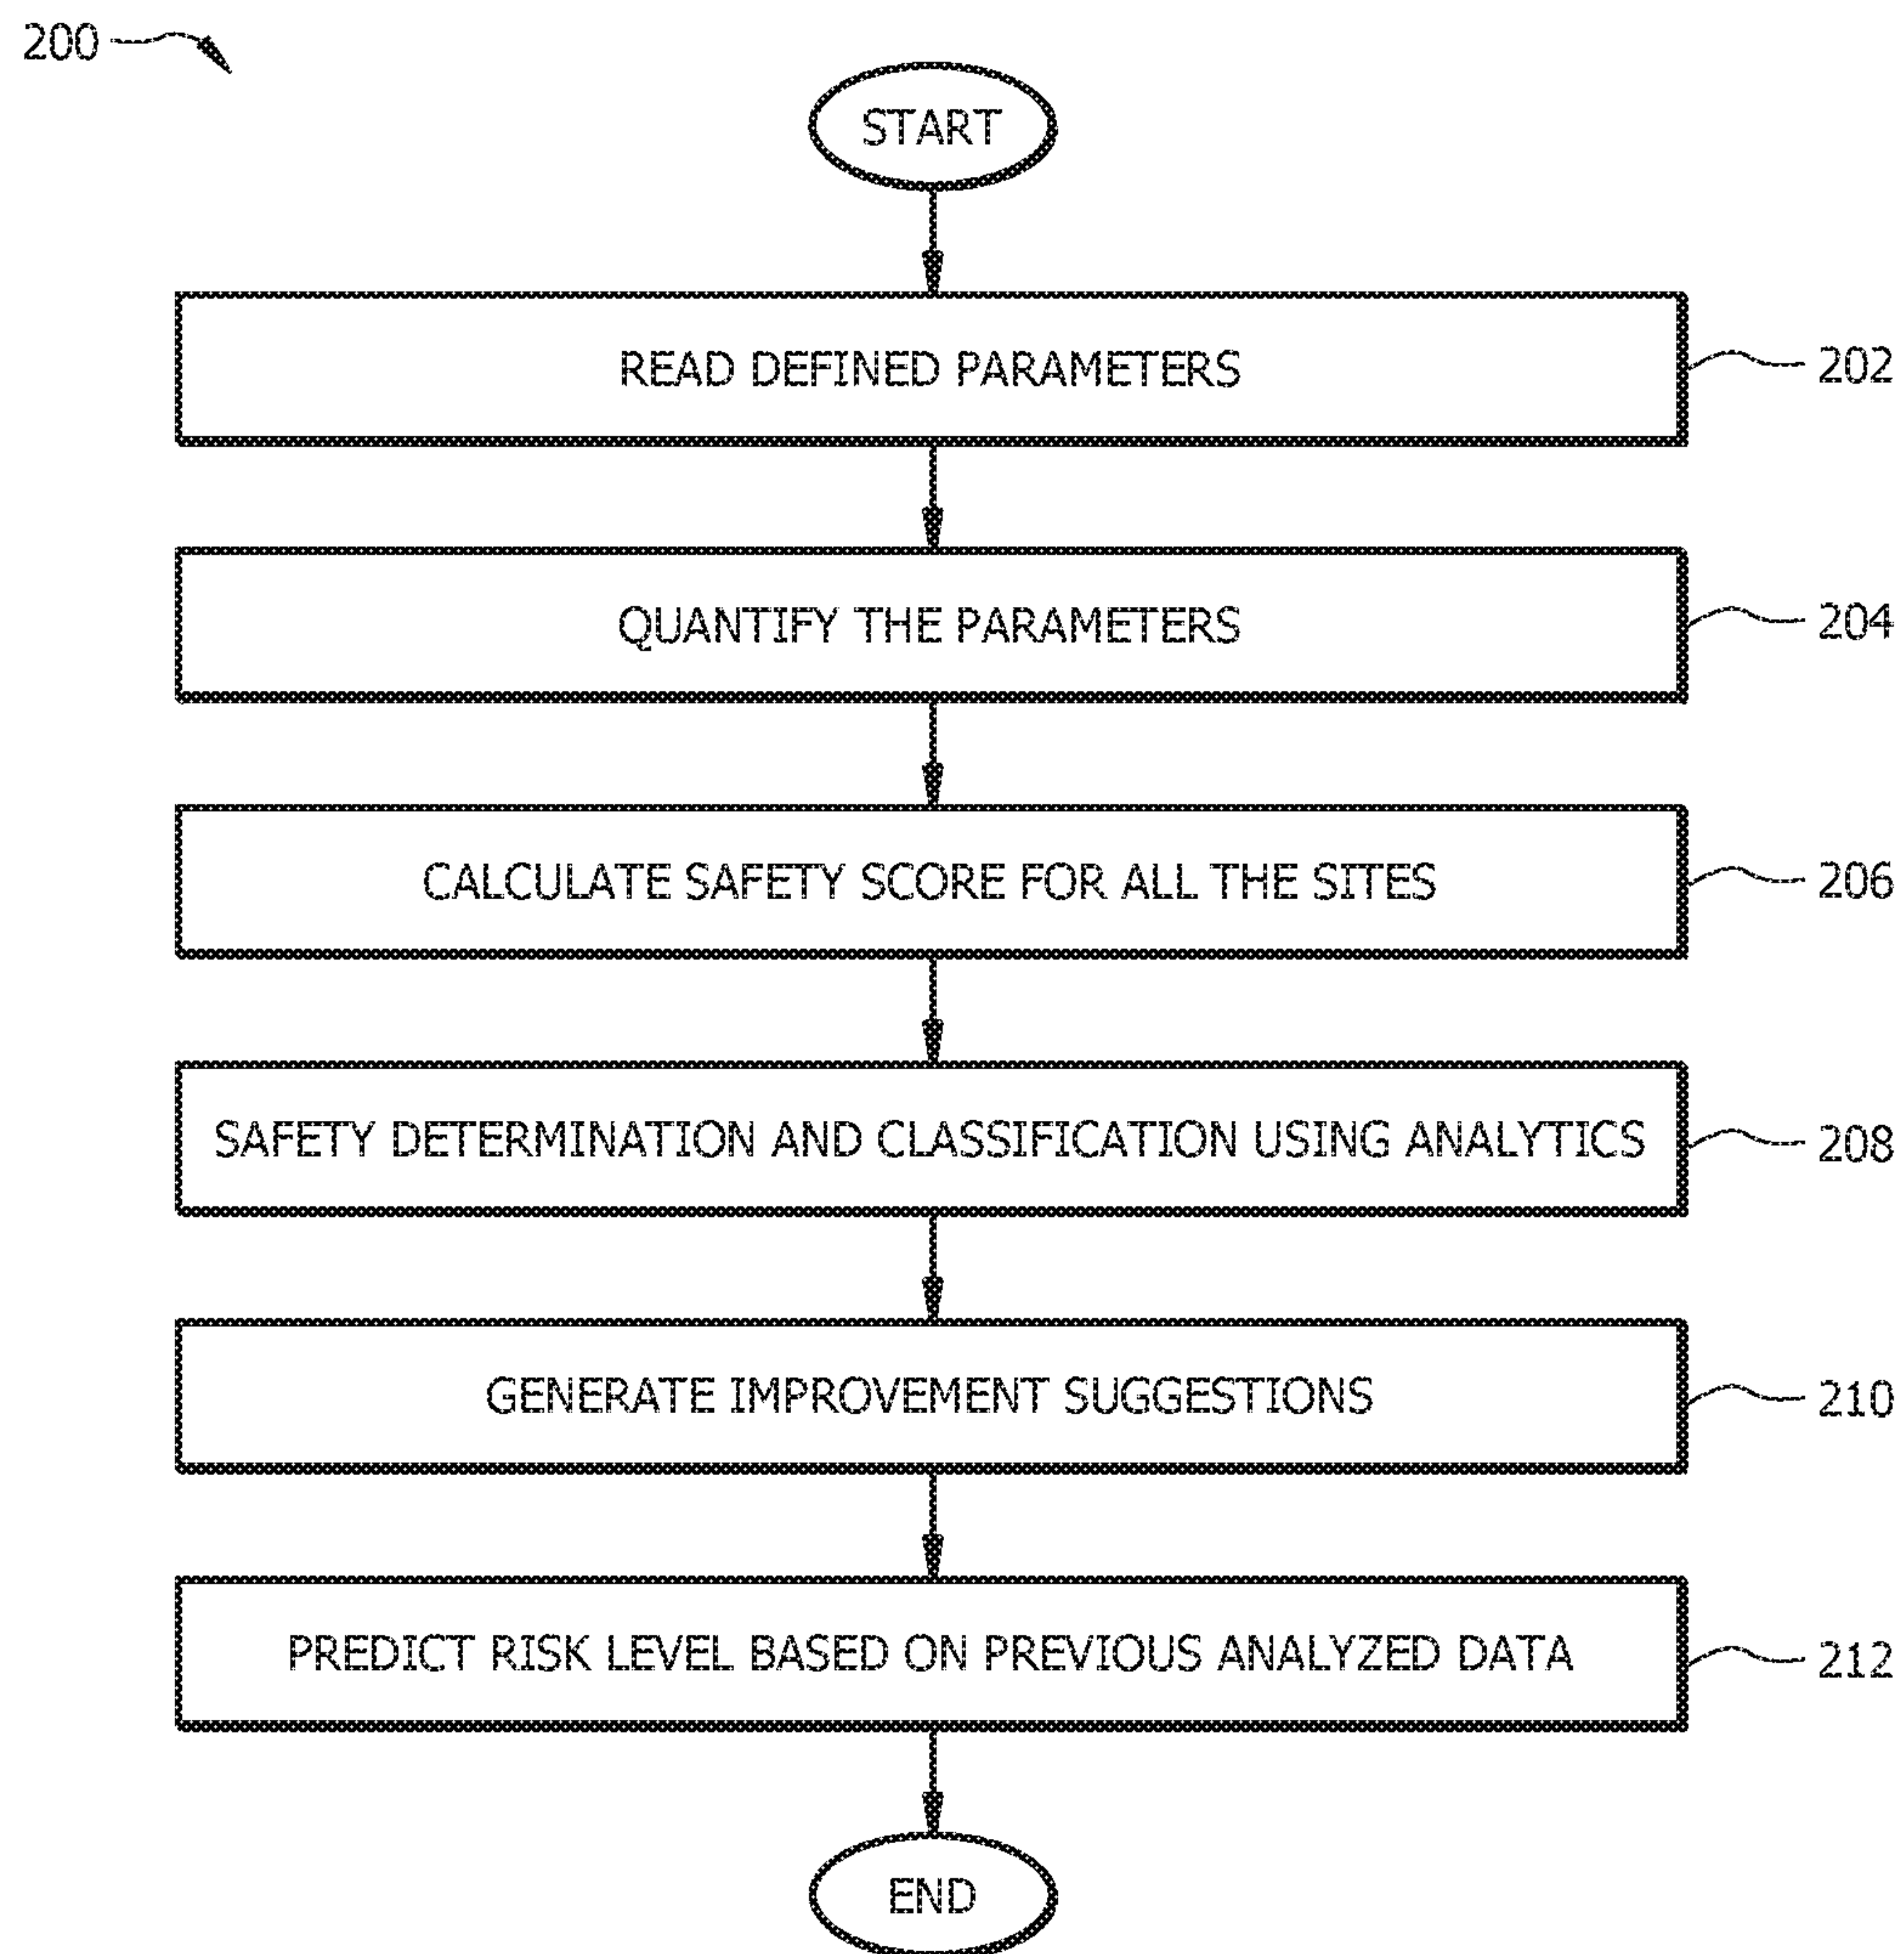 200
START
READ DEFINED PARAMETERS
202
QUANTIFY THE PARAMETERS
204
CALCULATE SAFETY SCORE FOR ALL THE SITES
206
SAFETY DETERMINATION AND CLASSIFICATION USING ANALYTICS
208
GENERATE IMPROVEMENT SUGGESTIONS
210
PREDICT RISK LEVEL BASED ON PREVIOUS ANALYZED DATA
212
END